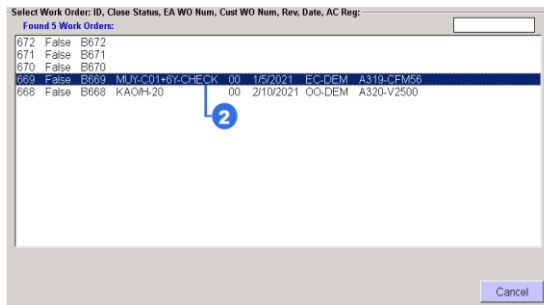 Select Work Order: ID, Close Status, EA WO Num, Cust WO Num, Rev, Date, AC Reg:
Found 5 Work Orders:
672 False B672
671 False B671
670 False B670
669 False B669 MUY-C01+6Y-CHECK 00 1/5/2021 EC-DEM A319-CFM56
668 False B668 KAO/H-20 00 2/10/2021 OO-DEM A320-V2500
2
Cancel